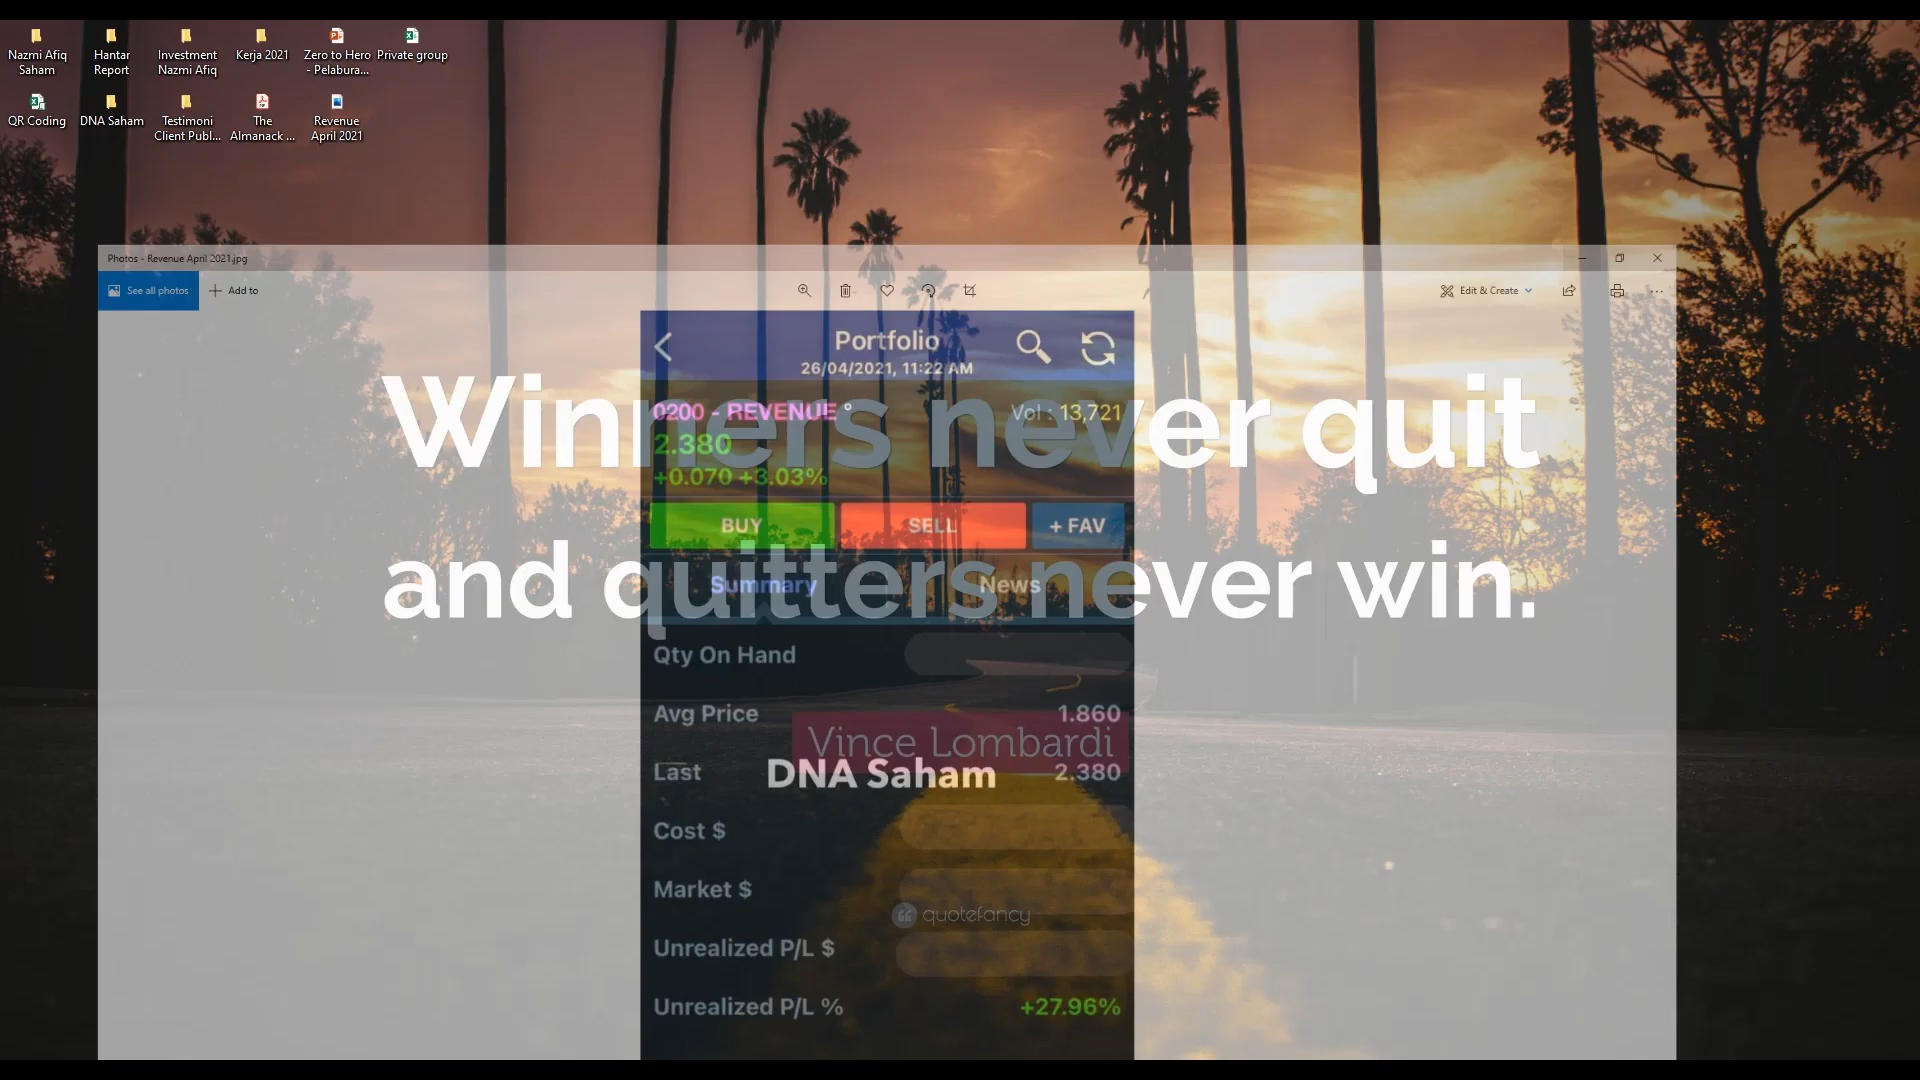 Nazmi Afiq
Saham
Hantar
Report
Investment
Nazmi Afiq
Kerja 2021
Zero to Hero
- Pelabura...
Private group
QR Coding
DNA Saham
Testimoni
Client Publ...
The
Almanack ...
Revenue
April 2021
Photos - Revenue April 2021.jpg
See all photos
Add to
Edit & Create
Portfolio
26/04/2021, 11:22 AM
0200 - REVENUE °
Vol : 13,721
2.380
+0.070 +3.03%
Winners never quit
BUY
SELL
+ FAV
and quitters never win.
Summary
News
Qty On Hand
Avg Price 1.860
Vince Lombardi
Last 2.380
DNA Saham
Cost $
Market $
quotefancy
Unrealized P/L $
Unrealized P/L % +27.96%